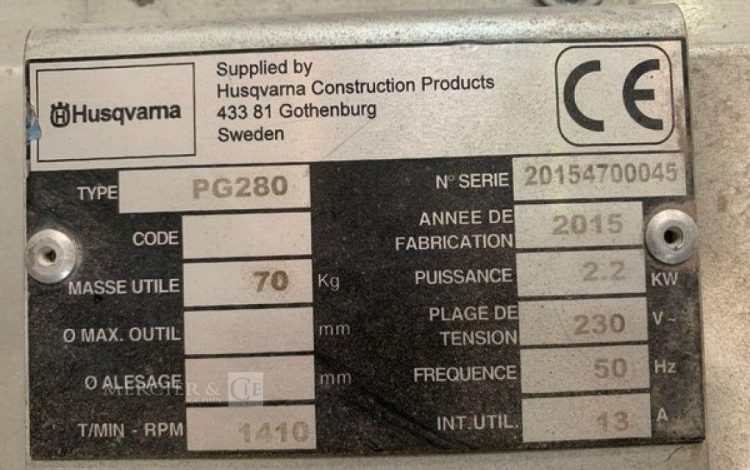 Husqvarna
Supplied by
Husqvarna Construction Products
433 81 Gothenburg
Sweden
CE
TYPE PG280
CODE
MASSE UTILE 70 Kg
O MAX. OUTIL mm
O ALESAGE mm
T/MIN - RPM 1410
N° SERIE 20154700045
ANNEE DE
FABRICATION 2015
PUISSANCE 2.2 KW
PLAGE DE
TENSION 230 V~
FREQUENCE 50 Hz
INT.UTIL. 13 A
MERCIER & CIE